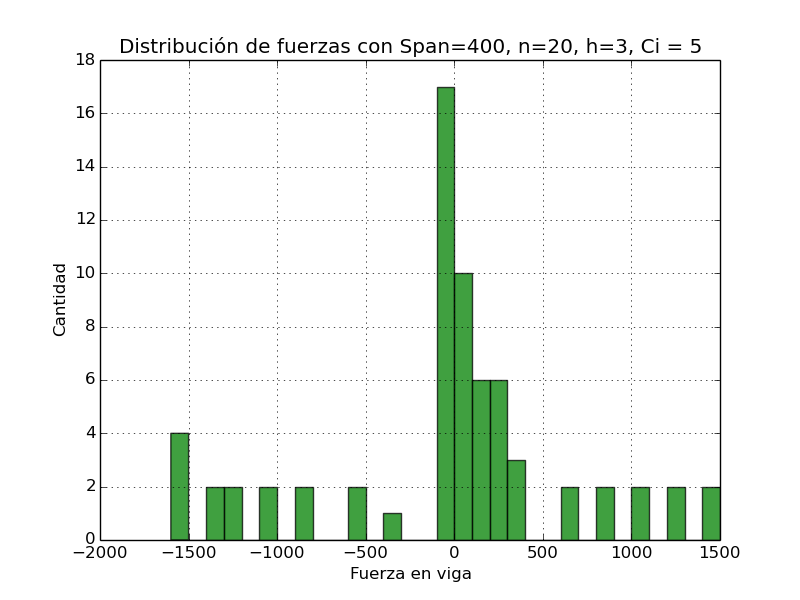 Distribución de fuerzas con Span=400, n=20, h=3, Ci = 5
18
16
14
12
10
8
6
4
2
0
Cantidad
−2000 −1500 −1000 −500 0 500 1000 1500
Fuerza en viga